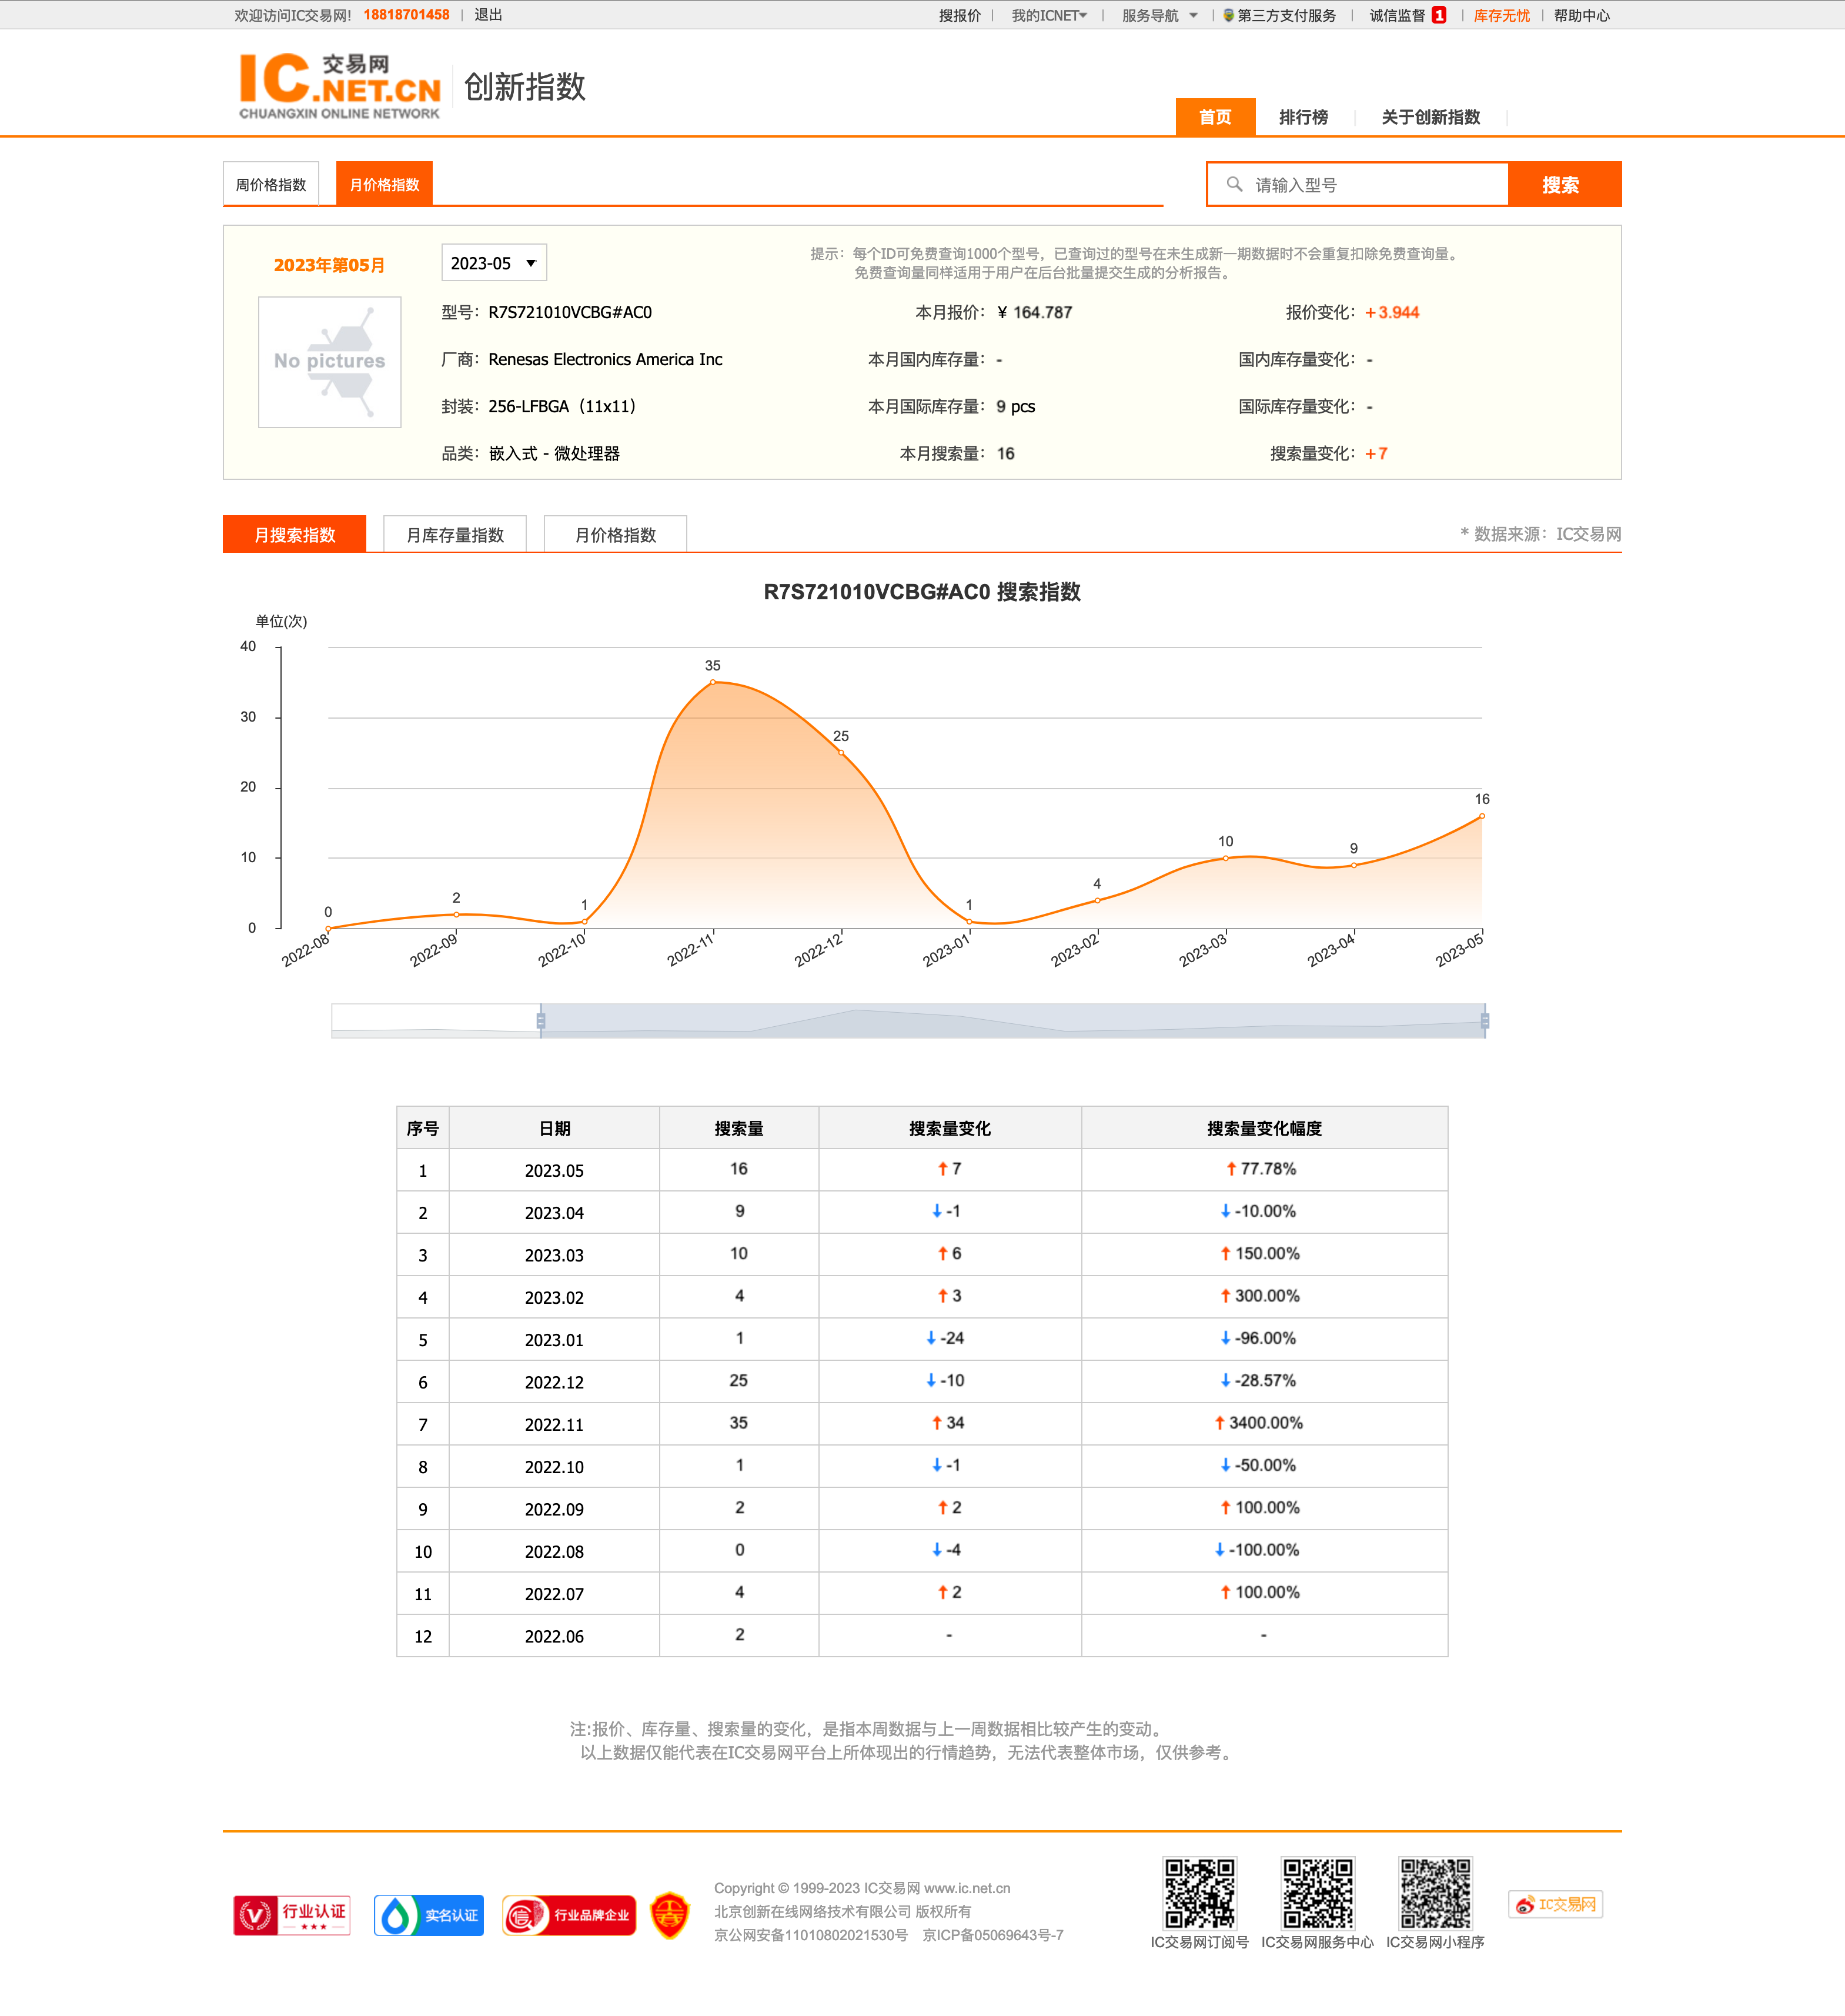 欢迎访问IC交易网! 18818701458 | 退出 搜报价 | 我的ICNET | 服务导航 | 第三方支付服务 | 诚信监督 1 | 库存无忧 | 帮助中心
IC.NET.CN 交易网 创新指数
CHUANGXIN ONLINE NETWORK
首页 排行榜 关于创新指数
周价格指数 月价格指数 请输入型号 搜索
2023年第05月 2023-05 提示：每个ID可免费查询1000个型号，已查询过的型号在未生成新一期数据时不会重复扣除免费查询量。
免费查询量同样适用于用户在后台批量提交生成的分析报告。
No pictures
型号：R7S721010VCBG#AC0 本月报价：¥ 164.787 报价变化：+3.944
厂商：Renesas Electronics America Inc 本月国内库存量：- 国内库存量变化：-
封装：256-LFBGA（11x11） 本月国际库存量：9 pcs 国际库存量变化：-
品类：嵌入式 - 微处理器 本月搜索量：16 搜索量变化：+7
月搜索指数 月库存量指数 月价格指数 * 数据来源：IC交易网
R7S721010VCBG#AC0 搜索指数
单位(次)
40
30
20
10
0
0 2 1 35 25 1 4 10 9 16
2022-08 2022-09 2022-10 2022-11 2022-12 2023-01 2023-02 2023-03 2023-04 2023-05
序号 日期 搜索量 搜索量变化 搜索量变化幅度
1 2023.05 16 ↑ 7 ↑ 77.78%
2 2023.04 9 ↓ -1 ↓ -10.00%
3 2023.03 10 ↑ 6 ↑ 150.00%
4 2023.02 4 ↑ 3 ↑ 300.00%
5 2023.01 1 ↓ -24 ↓ -96.00%
6 2022.12 25 ↓ -10 ↓ -28.57%
7 2022.11 35 ↑ 34 ↑ 3400.00%
8 2022.10 1 ↓ -1 ↓ -50.00%
9 2022.09 2 ↑ 2 ↑ 100.00%
10 2022.08 0 ↓ -4 ↓ -100.00%
11 2022.07 4 ↑ 2 ↑ 100.00%
12 2022.06 2 - -
注:报价、库存量、搜索量的变化，是指本周数据与上一周数据相比较产生的变动。
以上数据仅能代表在IC交易网平台上所体现出的行情趋势，无法代表整体市场，仅供参考。
行业认证 实名认证 信 行业品牌企业
Copyright © 1999-2023 IC交易网 www.ic.net.cn
北京创新在线网络技术有限公司 版权所有
京公网安备11010802021530号 京ICP备05069643号-7
IC交易网订阅号 IC交易网服务中心 IC交易网小程序
IC交易网